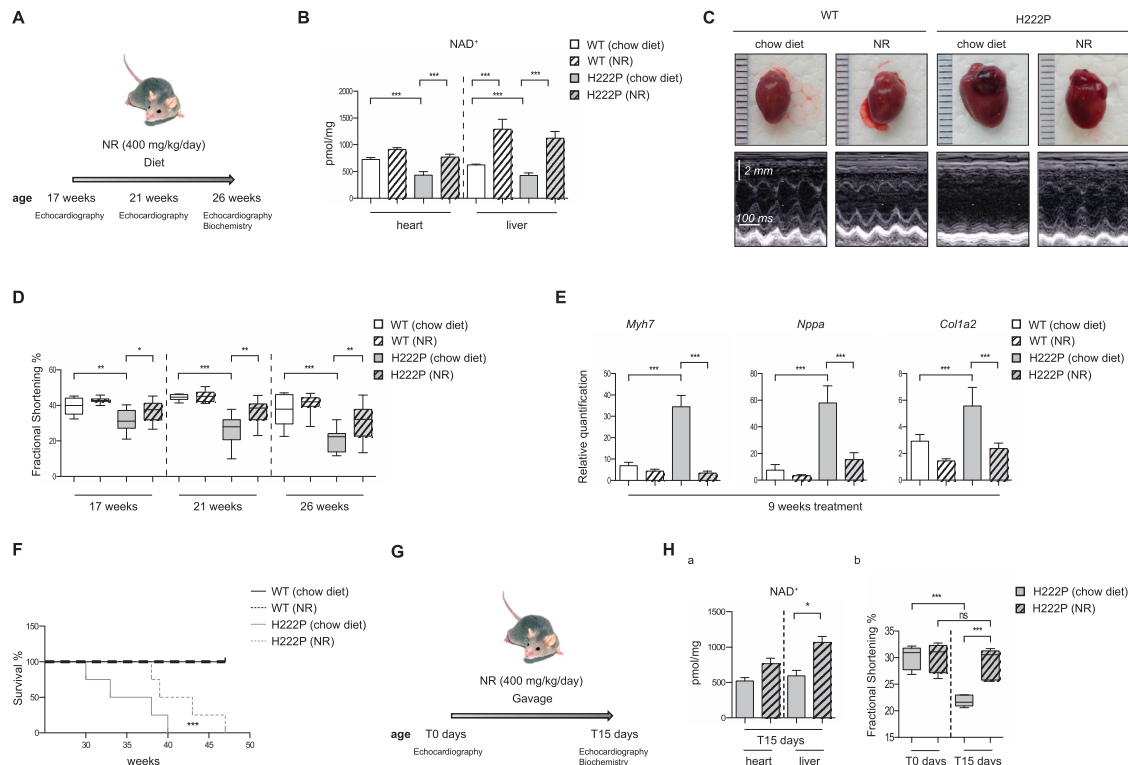 A
NR (400 mg/kg/day)
Diet
age 17 weeks 21 weeks 26 weeks
Echocardiography Echocardiography Echocardiography
Biochemistry
B
NAD+
WT (chow diet)
WT (NR)
H222P (chow diet)
H222P (NR)
*** ***
*** ***
***
pmol/mg
2000
1500
1000
500
0
heart liver
C
WT H222P
chow diet NR chow diet NR
2 mm
100 ms
D
WT (chow diet)
WT (NR)
H222P (chow diet)
H222P (NR)
* ** **
** *** ***
Fractional Shortening %
60
40
20
0
17 weeks 21 weeks 26 weeks
E
WT (chow diet)
WT (NR)
H222P (chow diet)
H222P (NR)
Myh7 Nppa Col1a2
*** *** ***
*** *** ***
Relative quantification
50
40
30
20
10
0
80
60
40
20
0
8
6
4
2
0
9 weeks treatment
F
WT (chow diet)
WT (NR)
H222P (chow diet)
H222P (NR)
Survival %
150
100
50
0
***
30 35 40 45 50
weeks
G
NR (400 mg/kg/day)
Gavage
age T0 days T15 days
Echocardiography Echocardiography
Biochemistry
H
a
NAD+
*
pmol/mg
1500
1000
500
0
T15 days
heart liver
b
H222P (chow diet)
H222P (NR)
***
ns
***
Fractional Shortening %
35
30
25
20
15
T0 days T15 days